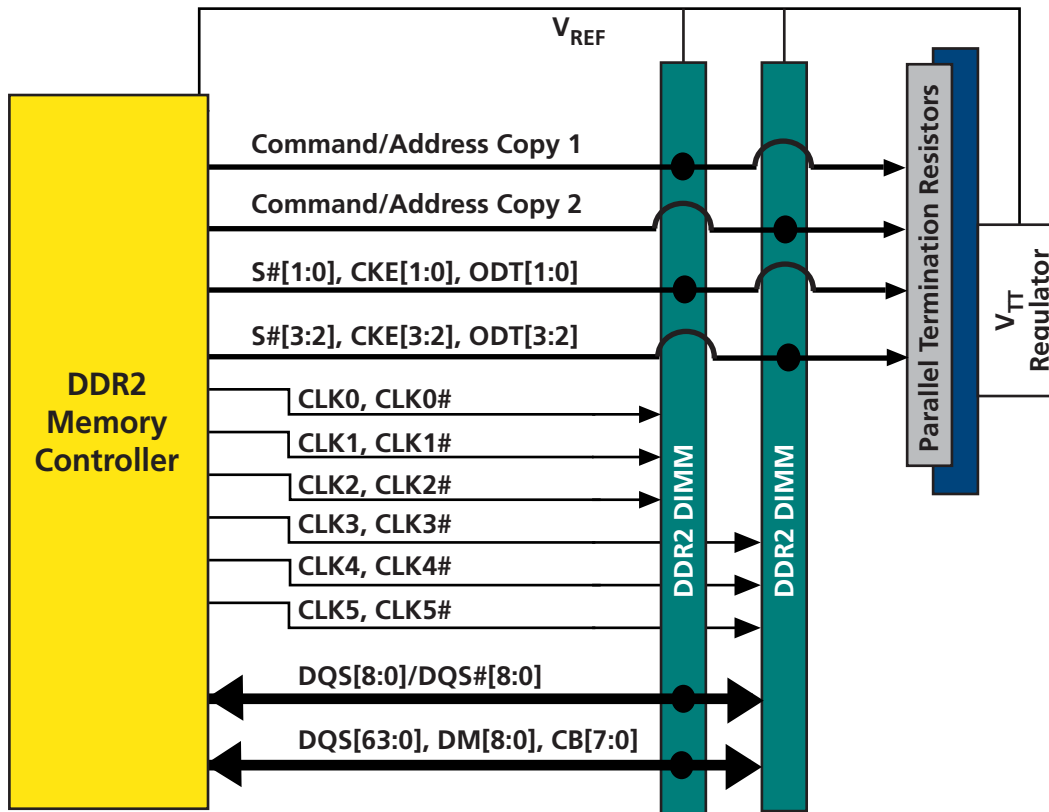 VREF
Command/Address Copy 1
Command/Address Copy 2
S#[1:0], CKE[1:0], ODT[1:0]
S#[3:2], CKE[3:2], ODT[3:2]
DDR2
Memory
Controller
CLK0, CLK0#
CLK1, CLK1#
CLK2, CLK2#
CLK3, CLK3#
CLK4, CLK4#
CLK5, CLK5#
DQS[8:0]/DQS#[8:0]
DQS[63:0], DM[8:0], CB[7:0]
DDR2 DIMM
DDR2 DIMM
Parallel Termination Resistors
VTT
Regulator